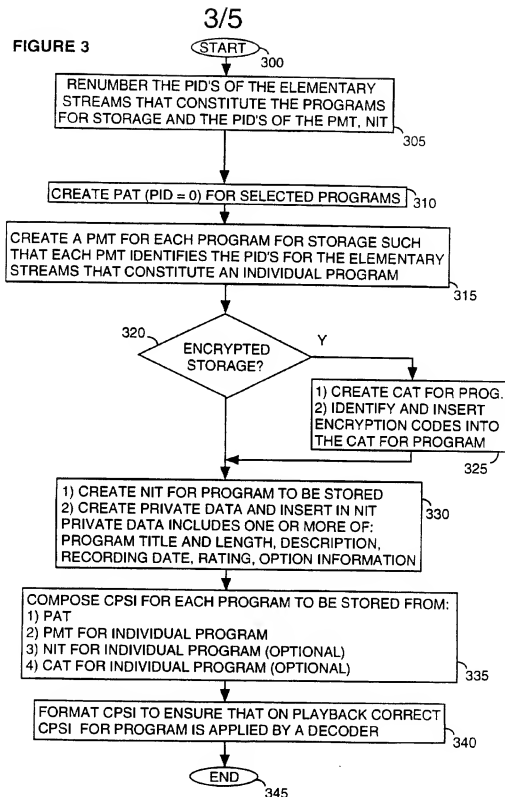 3/5
FIGURE 3
START
300
RENUMBER THE PID'S OF THE ELEMENTARY
STREAMS THAT CONSTITUTE THE PROGRAMS
FOR STORAGE AND THE PID'S OF THE PMT, NIT
305
CREATE PAT (PID = 0) FOR SELECTED PROGRAMS
310
CREATE A PMT FOR EACH PROGRAM FOR STORAGE SUCH
THAT EACH PMT IDENTIFIES THE PID'S FOR THE ELEMENTARY
STREAMS THAT CONSTITUTE AN INDIVIDUAL PROGRAM
315
320
ENCRYPTED
STORAGE?
Y
1) CREATE CAT FOR PROG.
2) IDENTIFY AND INSERT
ENCRYPTION CODES INTO
THE CAT FOR PROGRAM
325
1) CREATE NIT FOR PROGRAM TO BE STORED
2) CREATE PRIVATE DATA AND INSERT IN NIT
PRIVATE DATA INCLUDES ONE OR MORE OF:
PROGRAM TITLE AND LENGTH, DESCRIPTION,
RECORDING DATE, RATING, OPTION INFORMATION
330
COMPOSE CPSI FOR EACH PROGRAM TO BE STORED FROM:
1) PAT
2) PMT FOR INDIVIDUAL PROGRAM
3) NIT FOR INDIVIDUAL PROGRAM (OPTIONAL)
4) CAT FOR INDIVIDUAL PROGRAM (OPTIONAL)
335
FORMAT CPSI TO ENSURE THAT ON PLAYBACK CORRECT
CPSI FOR PROGRAM IS APPLIED BY A DECODER
340
END
345